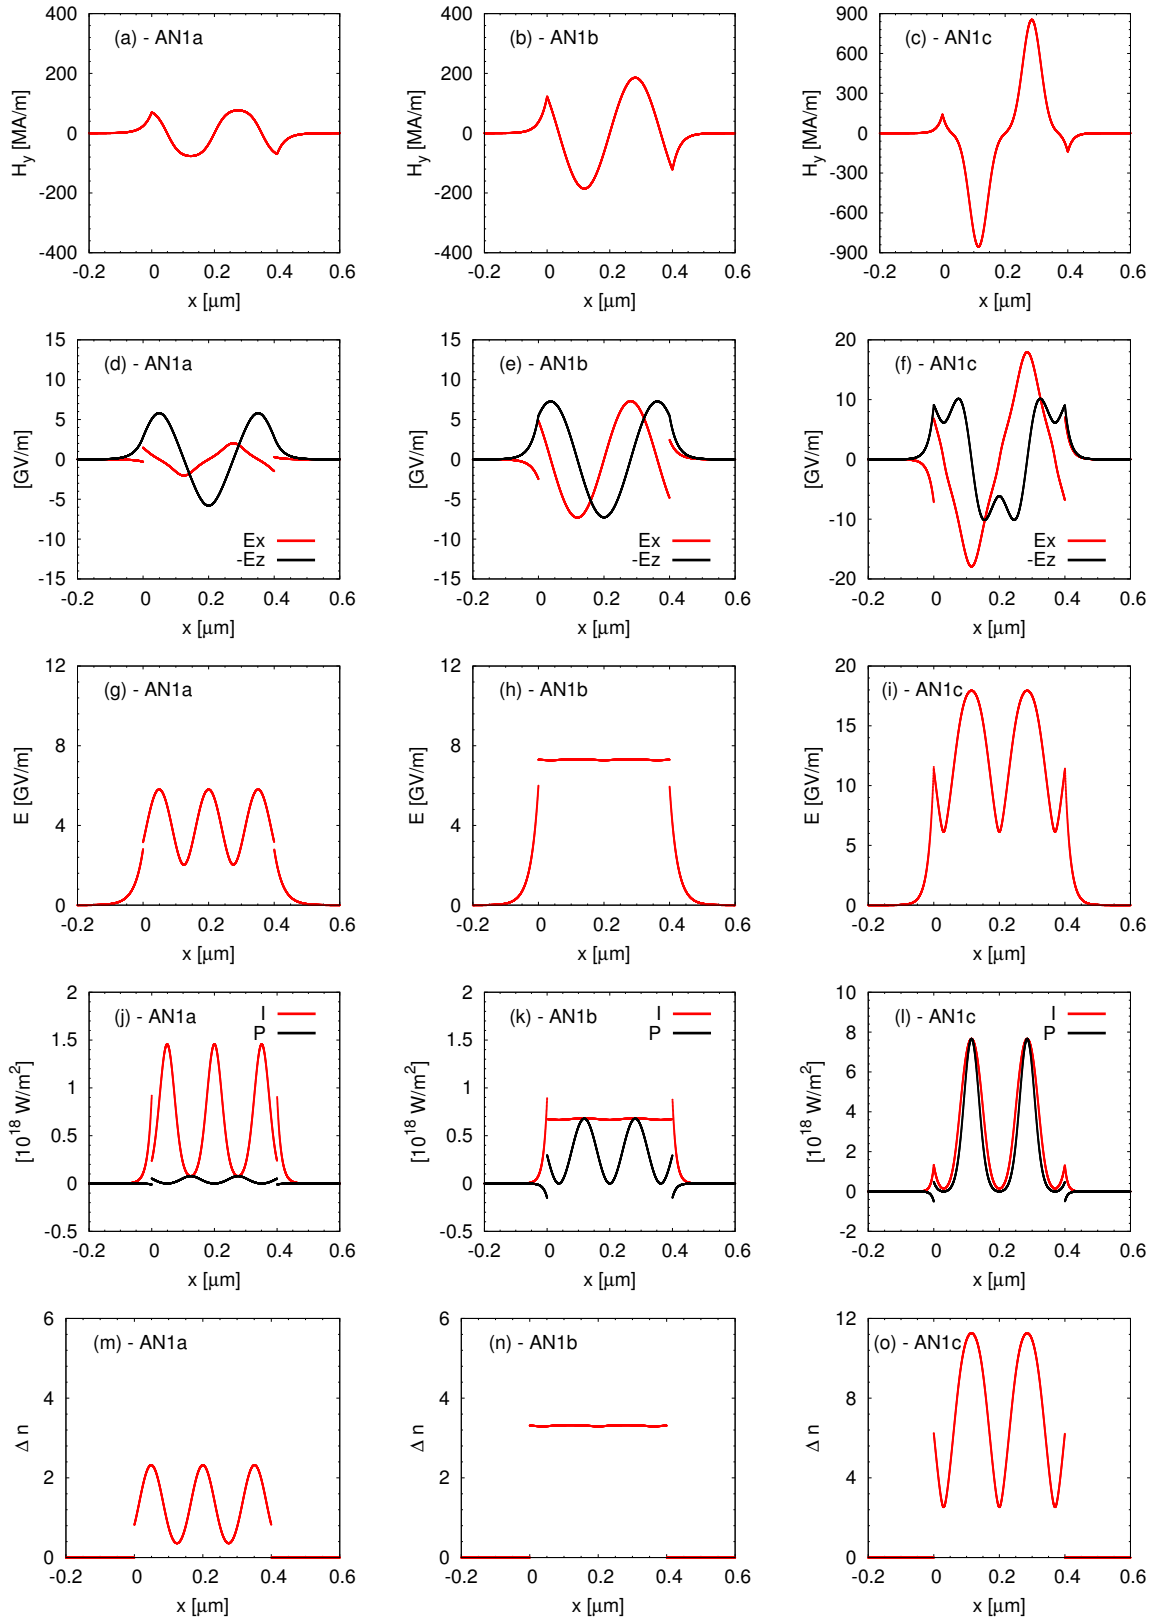 (a) - AN1a
H_y [MA/m]
400
200
0
-200
-400
-0.2 0 0.2 0.4 0.6
x [μm]
(b) - AN1b
H_y [MA/m]
400
200
0
-200
-400
-0.2 0 0.2 0.4 0.6
x [μm]
(c) - AN1c
H_y [MA/m]
900
600
300
0
-300
-600
-900
-0.2 0 0.2 0.4 0.6
x [μm]
(d) - AN1a
[GV/m]
15
10
5
0
-5
-10
-15
Ex
-Ez
-0.2 0 0.2 0.4 0.6
x [μm]
(e) - AN1b
[GV/m]
15
10
5
0
-5
-10
-15
Ex
-Ez
-0.2 0 0.2 0.4 0.6
x [μm]
(f) - AN1c
[GV/m]
20
10
0
-10
-20
Ex
-Ez
-0.2 0 0.2 0.4 0.6
x [μm]
(g) - AN1a
E [GV/m]
12
8
4
0
-0.2 0 0.2 0.4 0.6
x [μm]
(h) - AN1b
E [GV/m]
12
8
4
0
-0.2 0 0.2 0.4 0.6
x [μm]
(i) - AN1c
E [GV/m]
20
15
10
5
0
-0.2 0 0.2 0.4 0.6
x [μm]
(j) - AN1a
I
P
[10^18 W/m^2]
2
1.5
1
0.5
0
-0.5
-0.2 0 0.2 0.4 0.6
x [μm]
(k) - AN1b
I
P
[10^18 W/m^2]
2
1.5
1
0.5
0
-0.5
-0.2 0 0.2 0.4 0.6
x [μm]
(l) - AN1c
I
P
[10^18 W/m^2]
10
8
6
4
2
0
-2
-0.2 0 0.2 0.4 0.6
x [μm]
(m) - AN1a
Δ n
6
4
2
0
-0.2 0 0.2 0.4 0.6
x [μm]
(n) - AN1b
Δ n
6
4
2
0
-0.2 0 0.2 0.4 0.6
x [μm]
(o) - AN1c
Δ n
12
8
4
0
-0.2 0 0.2 0.4 0.6
x [μm]